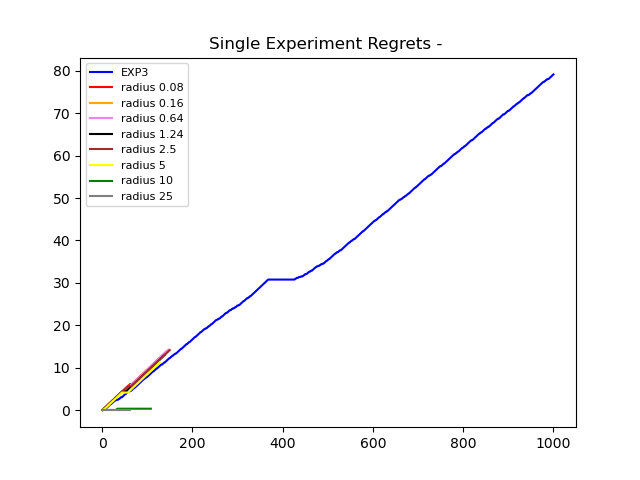 Single Experiment Regrets -
EXP3
radius 0.08
radius 0.16
radius 0.64
radius 1.24
radius 2.5
radius 5
radius 10
radius 25
80
70
60
50
40
30
20
10
0
0 200 400 600 800 1000